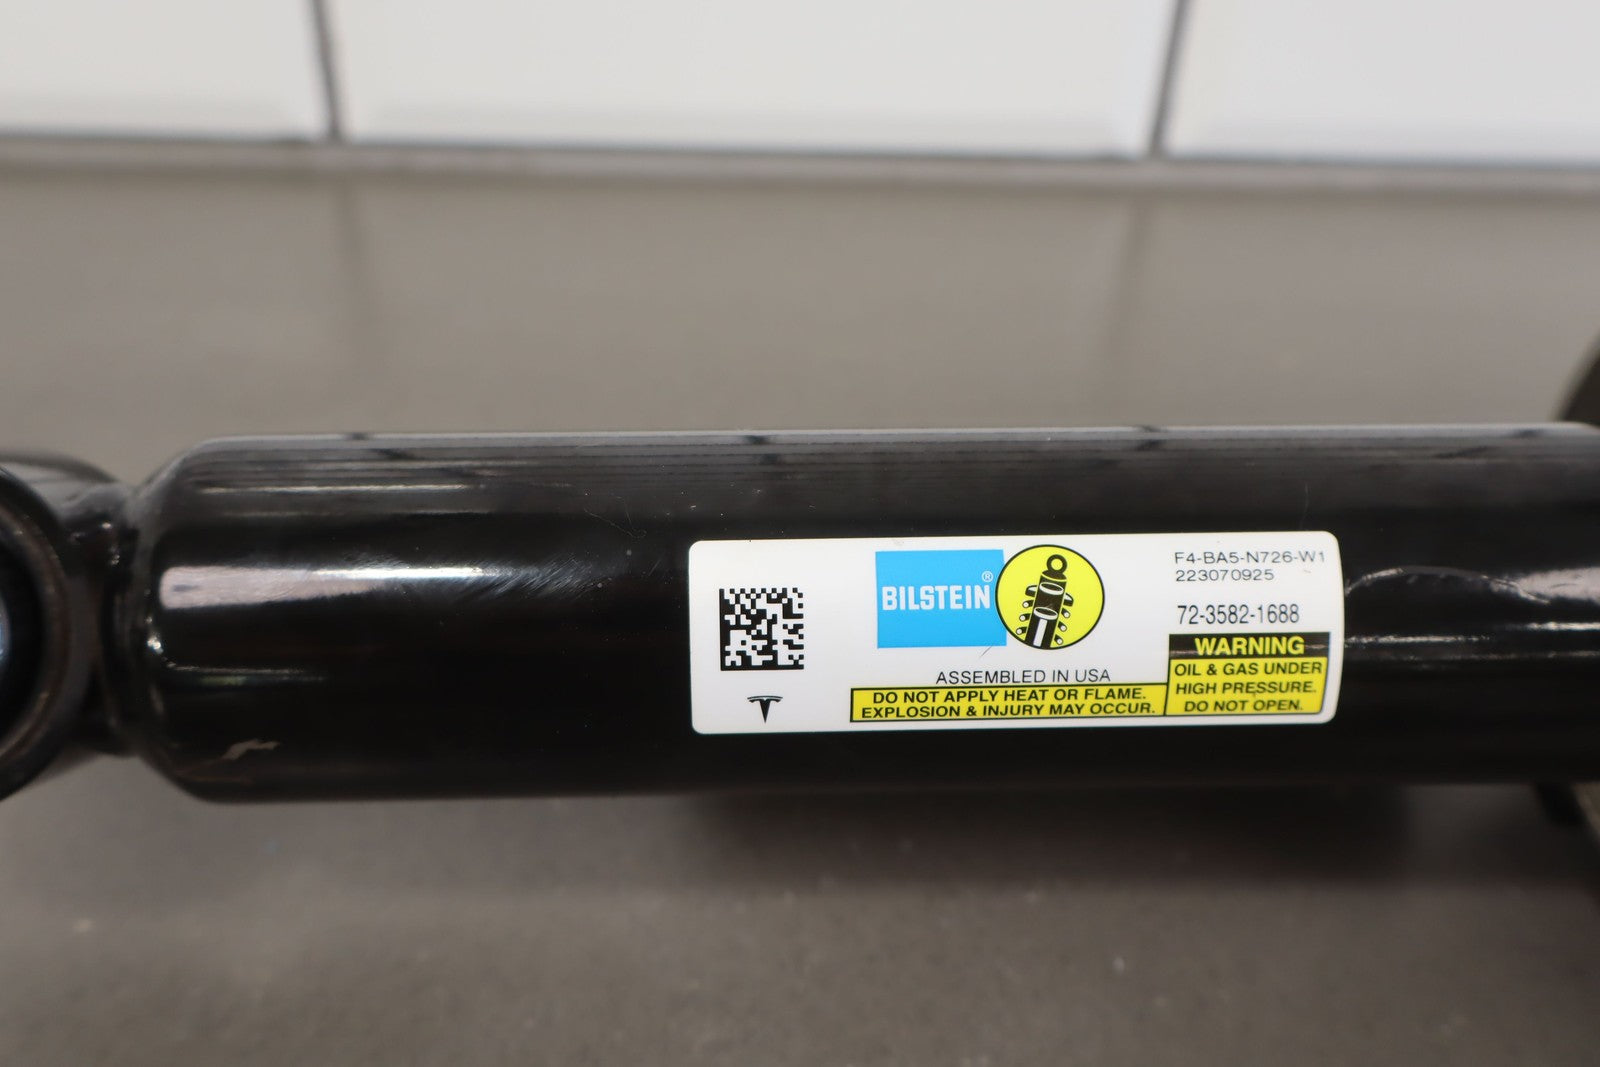 BILSTEIN®
F4-BA5-N726-W1
223070925
72-3582-1688
WARNING
OIL & GAS UNDER
HIGH PRESSURE.
DO NOT OPEN.
ASSEMBLED IN USA
DO NOT APPLY HEAT OR FLAME.
EXPLOSION & INJURY MAY OCCUR.